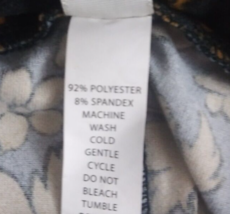 92% POLYESTER
8% SPANDEX
MACHINE
WASH
COLD
GENTLE
CYCLE
DO NOT
BLEACH
TUMBLE